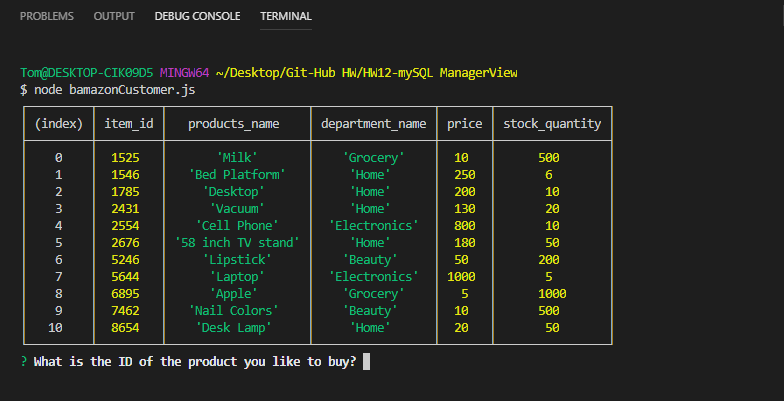 PROBLEMS OUTPUT DEBUG CONSOLE TERMINAL
Tom@DESKTOP-CIK09D5 MINGW64 ~/Desktop/Git-Hub HW/HW12-mySQL ManagerView
$ node bamazonCustomer.js
(index) item_id products_name department_name price stock_quantity
0 1525 'Milk' 'Grocery' 10 500
1 1546 'Bed Platform' 'Home' 250 6
2 1785 'Desktop' 'Home' 200 10
3 2431 'Vacuum' 'Home' 130 20
4 2554 'Cell Phone' 'Electronics' 800 10
5 2676 '58 inch TV stand' 'Home' 180 50
6 5246 'Lipstick' 'Beauty' 50 200
7 5644 'Laptop' 'Electronics' 1000 5
8 6895 'Apple' 'Grocery' 5 1000
9 7462 'Nail Colors' 'Beauty' 10 500
10 8654 'Desk Lamp' 'Home' 20 50
? What is the ID of the product you like to buy?